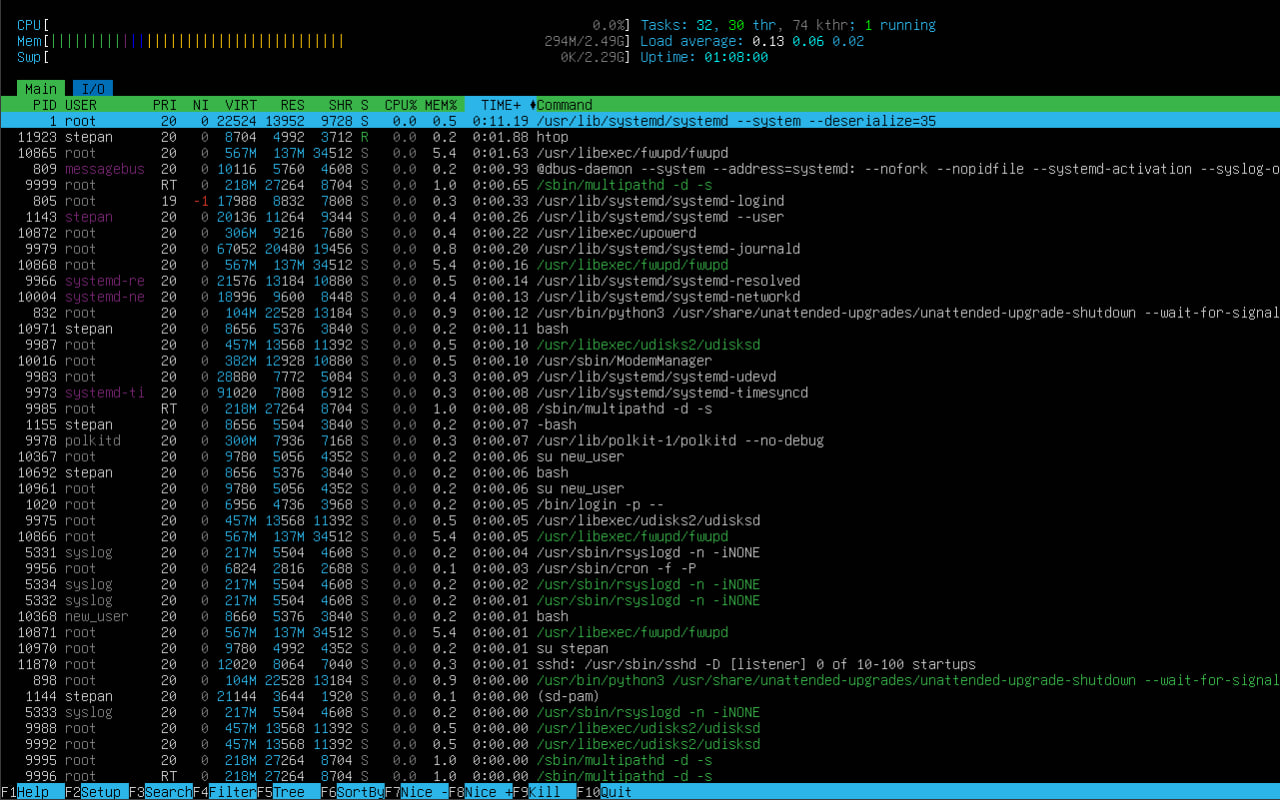 CPU[ 0.0%] Tasks: 32, 30 thr, 74 kthr; 1 running
Mem[|||||||||||||||||||||||||||||||||||||| 294M/2.49G] Load average: 0.13 0.06 0.02
Swp[ 0K/2.29G] Uptime: 01:08:00
Main I/O
PID USER PRI NI VIRT RES SHR S CPU% MEM% TIME+ ♦Command
1 root 20 0 22524 13952 9728 S 0.0 0.5 0:11.19 /usr/lib/systemd/systemd --system --deserialize=35
11923 stepan 20 0 8704 4992 3712 R 0.0 0.2 0:01.88 htop
10865 root 20 0 567M 137M 34512 S 0.0 5.4 0:01.63 /usr/libexec/fwupd/fwupd
809 messagebus 20 0 10116 5760 4608 S 0.0 0.2 0:00.93 @dbus-daemon --system --address=systemd: --nofork --nopidfile --systemd-activation --syslog-o
9999 root RT 0 218M 27264 8704 S 0.0 1.0 0:00.65 /sbin/multipathd -d -s
805 root 19 -1 17988 8832 7808 S 0.0 0.3 0:00.33 /usr/lib/systemd/systemd-logind
1143 stepan 20 0 20136 11264 9344 S 0.0 0.4 0:00.26 /usr/lib/systemd/systemd --user
10872 root 20 0 306M 9216 7680 S 0.0 0.4 0:00.22 /usr/libexec/upowerd
9979 root 20 0 67052 20480 19456 S 0.0 0.8 0:00.20 /usr/lib/systemd/systemd-journald
10868 root 20 0 567M 137M 34512 S 0.0 5.4 0:00.16 /usr/libexec/fwupd/fwupd
9966 systemd-re 20 0 21576 13184 10880 S 0.0 0.5 0:00.14 /usr/lib/systemd/systemd-resolved
10004 systemd-ne 20 0 18996 9600 8448 S 0.0 0.4 0:00.13 /usr/lib/systemd/systemd-networkd
832 root 20 0 104M 22528 13184 S 0.0 0.9 0:00.12 /usr/bin/python3 /usr/share/unattended-upgrades/unattended-upgrade-shutdown --wait-for-signal
10971 stepan 20 0 8656 5376 3840 S 0.0 0.2 0:00.11 bash
9987 root 20 0 457M 13568 11392 S 0.0 0.5 0:00.10 /usr/libexec/udisks2/udisksd
10016 root 20 0 382M 12928 10880 S 0.0 0.5 0:00.10 /usr/sbin/ModemManager
9983 root 20 0 28880 7772 5084 S 0.0 0.3 0:00.09 /usr/lib/systemd/systemd-udevd
9973 systemd-ti 20 0 91020 7808 6912 S 0.0 0.3 0:00.08 /usr/lib/systemd/systemd-timesyncd
9985 root RT 0 218M 27264 8704 S 0.0 1.0 0:00.08 /sbin/multipathd -d -s
1155 stepan 20 0 8656 5504 3840 S 0.0 0.2 0:00.07 -bash
9978 polkitd 20 0 300M 7936 7168 S 0.0 0.3 0:00.07 /usr/lib/polkit-1/polkitd --no-debug
10367 root 20 0 9780 5056 4352 S 0.0 0.2 0:00.06 su new_user
10692 stepan 20 0 8656 5376 3840 S 0.0 0.2 0:00.06 bash
10961 root 20 0 9780 5056 4352 S 0.0 0.2 0:00.06 su new_user
1020 root 20 0 6956 4736 3968 S 0.0 0.2 0:00.05 /bin/login -p --
9975 root 20 0 457M 13568 11392 S 0.0 0.5 0:00.05 /usr/libexec/udisks2/udisksd
10866 root 20 0 567M 137M 34512 S 0.0 5.4 0:00.05 /usr/libexec/fwupd/fwupd
5331 syslog 20 0 217M 5504 4608 S 0.0 0.2 0:00.04 /usr/sbin/rsyslogd -n -iNONE
9956 root 20 0 6824 2816 2688 S 0.0 0.1 0:00.03 /usr/sbin/cron -f -P
5334 syslog 20 0 217M 5504 4608 S 0.0 0.2 0:00.02 /usr/sbin/rsyslogd -n -iNONE
5332 syslog 20 0 217M 5504 4608 S 0.0 0.2 0:00.01 /usr/sbin/rsyslogd -n -iNONE
10368 new_user 20 0 8660 5376 3840 S 0.0 0.2 0:00.01 bash
10871 root 20 0 567M 137M 34512 S 0.0 5.4 0:00.01 /usr/libexec/fwupd/fwupd
10970 root 20 0 9780 4992 4352 S 0.0 0.2 0:00.01 su stepan
11870 root 20 0 12020 8064 7040 S 0.0 0.3 0:00.01 sshd: /usr/sbin/sshd -D [listener] 0 of 10-100 startups
898 root 20 0 104M 22528 13184 S 0.0 0.9 0:00.00 /usr/bin/python3 /usr/share/unattended-upgrades/unattended-upgrade-shutdown --wait-for-signal
1144 stepan 20 0 21144 3644 1920 S 0.0 0.1 0:00.00 (sd-pam)
5333 syslog 20 0 217M 5504 4608 S 0.0 0.2 0:00.00 /usr/sbin/rsyslogd -n -iNONE
9988 root 20 0 457M 13568 11392 S 0.0 0.5 0:00.00 /usr/libexec/udisks2/udisksd
9992 root 20 0 457M 13568 11392 S 0.0 0.5 0:00.00 /usr/libexec/udisks2/udisksd
9995 root 20 0 218M 27264 8704 S 0.0 1.0 0:00.00 /sbin/multipathd -d -s
9996 root RT 0 218M 27264 8704 S 0.0 1.0 0:00.00 /sbin/multipathd -d -s
F1Help F2Setup F3SearchF4FilterF5Tree F6SortByF7Nice -F8Nice +F9Kill F10Quit